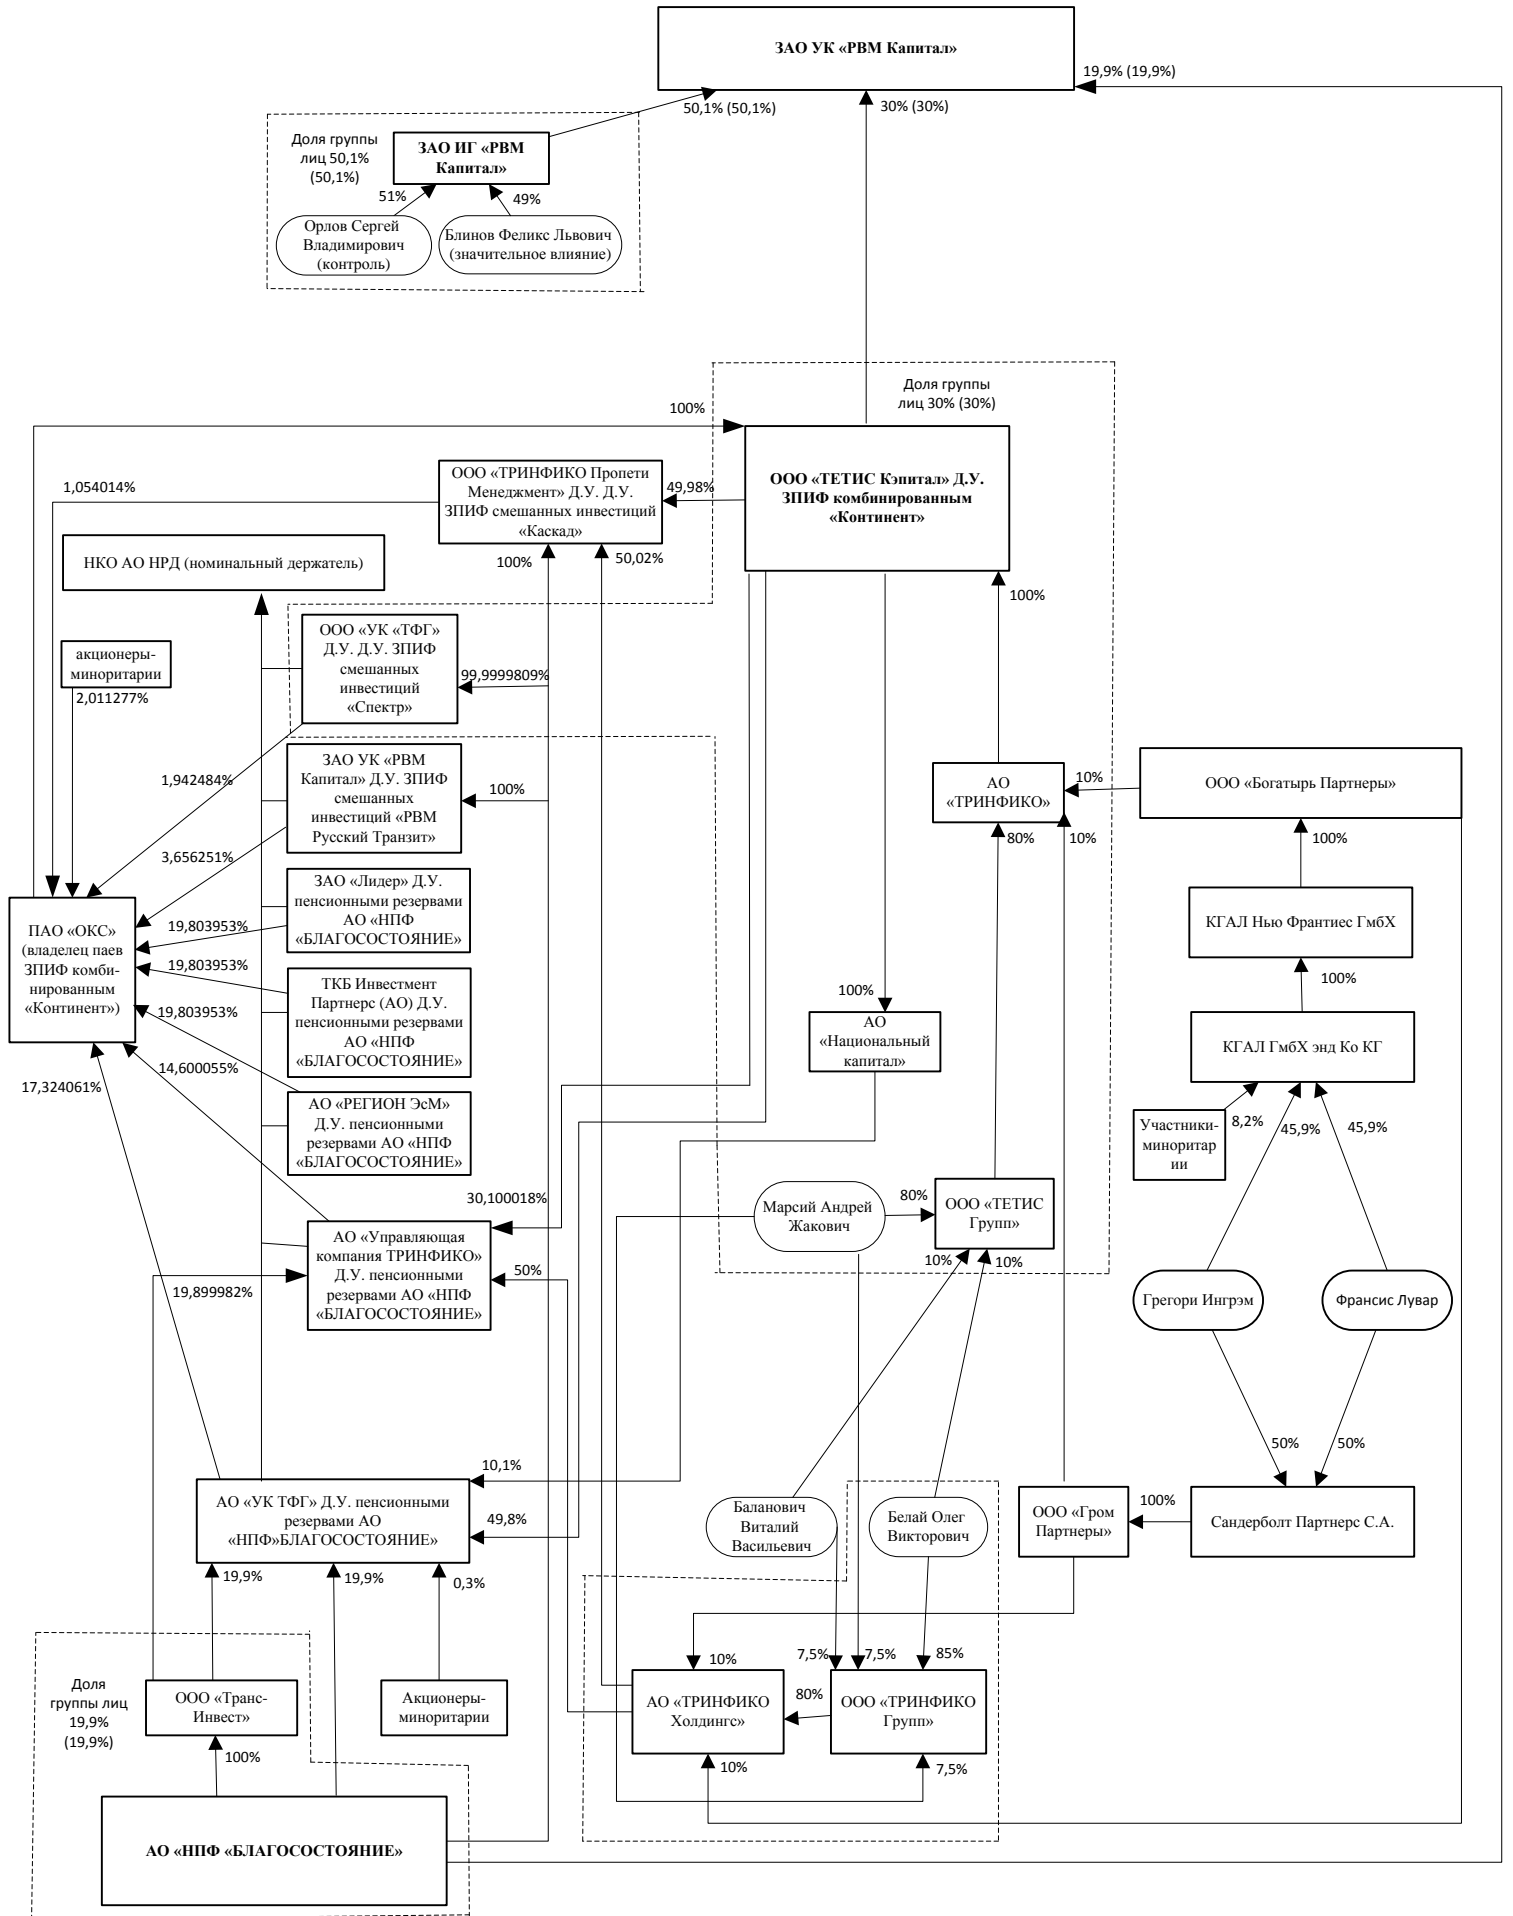 ЗАО УК «РВМ Капитал»
19,9% (19,9%)
50,1% (50,1%)
30% (30%)
Доля группы
лиц 50,1%
(50,1%)
ЗАО ИГ «РВМ
Капитал»
51%
49%
Орлов Сергей
Владимирович
(контроль)
Блинов Феликс Львович
(значительное влияние)
Доля группы
лиц 30% (30%)
100%
ООО «ТРИНФИКО Пропети
Менеджмент» Д.У. Д.У.
ЗПИФ смешанных инвестиций
«Каскад»
1,054014%
49,98%
ООО «ТЕТИС Кэпитал» Д.У.
ЗПИФ комбинированным
«Континент»
НКО АО НРД (номинальный держатель)
100%
50,02%
100%
ООО «УК «ТФГ»
Д.У. Д.У. ЗПИФ
смешанных
инвестиций
«Спектр»
акционеры-
миноритарии
2,011277%
99,9999809%
1,942484%
ЗАО УК «РВМ
Капитал» Д.У. ЗПИФ
смешанных
инвестиций «РВМ
Русский Транзит»
100%
3,656251%
АО
«ТРИНФИКО»
10%
ООО «Богатырь Партнеры»
80%
10%
100%
ЗАО «Лидер» Д.У.
пенсионными резервами
АО «НПФ
«БЛАГОСОСТОЯНИЕ»
19,803953%
ПАО «ОКС»
(владелец паев
ЗПИФ комби-
нированным
«Континент»)
КГАЛ Нью Франтиес ГмбХ
19,803953%
ТКБ Инвестмент
Партнерс (АО) Д.У.
пенсионными резервами
АО «НПФ
«БЛАГОСОСТОЯНИЕ»
100%
100%
19,803953%
АО
«Национальный
капитал»
КГАЛ ГмбХ энд Ко КГ
14,600055%
17,324061%
АО «РЕГИОН ЭсМ»
Д.У. пенсионными
резервами АО «НПФ
«БЛАГОСОСТОЯНИЕ»
Участники-
миноритар
ии
8,2%
45,9%
45,9%
30,100018%
Марсий Андрей
Жакович
80%
ООО «ТЕТИС
Групп»
АО «Управляющая
компания ТРИНФИКО»
Д.У. пенсионными
резервами АО «НПФ
«БЛАГОСОСТОЯНИЕ»
50%
10%
10%
19,899982%
Грегори Ингрэм
Франсис Лувар
50%
50%
10,1%
АО «УК ТФГ» Д.У. пенсионными
резервами АО
«НПФ»БЛАГОСОСТОЯНИЕ»
49,8%
Баланович
Виталий
Васильевич
Белай Олег
Викторович
ООО «Гром
Партнеры»
100%
Сандерболт Партнерс С.А.
19,9%
19,9%
0,3%
10%
7,5%
7,5%
85%
Доля
группы лиц
19,9%
(19,9%)
ООО «Транс-
Инвест»
Акционеры-
миноритарии
АО «ТРИНФИКО
Холдингс»
80%
ООО «ТРИНФИКО
Групп»
100%
10%
7,5%
АО «НПФ «БЛАГОСОСТОЯНИЕ»